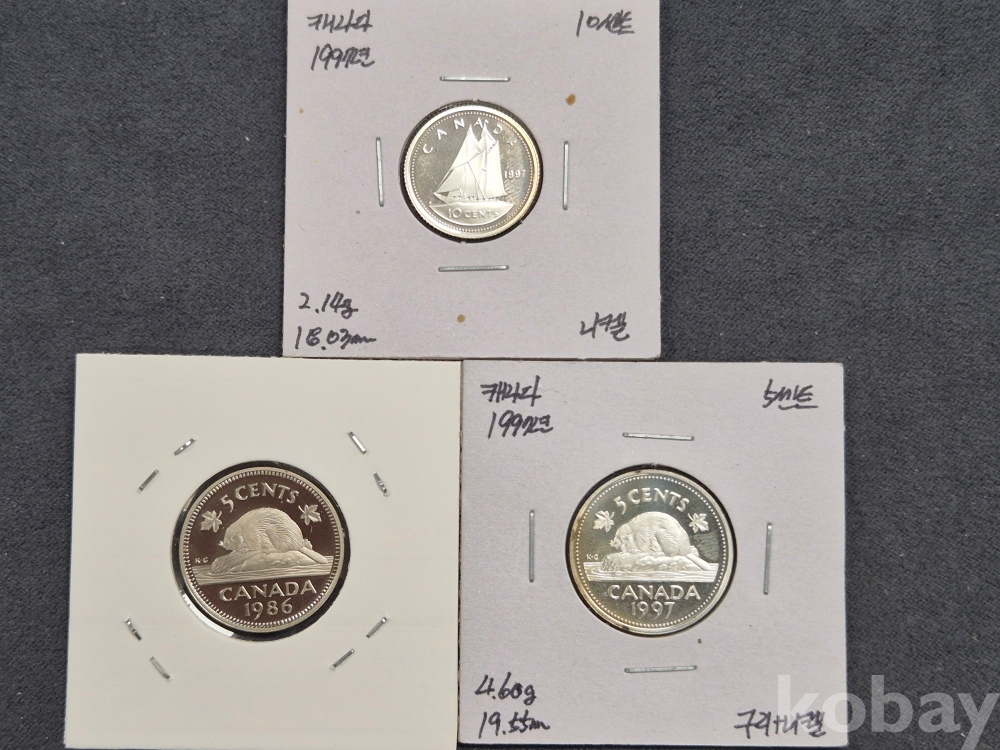 캐나다
1997년
10센트
CANADA
1997
10 CENTS
2.14g
18.03mm
니켈
5 CENTS
K·G
CANADA
1986
캐나다
1997년
5센트
5 CENTS
K·G
CANADA
1997
4.60g
19.55mm
구리+니켈
kobay